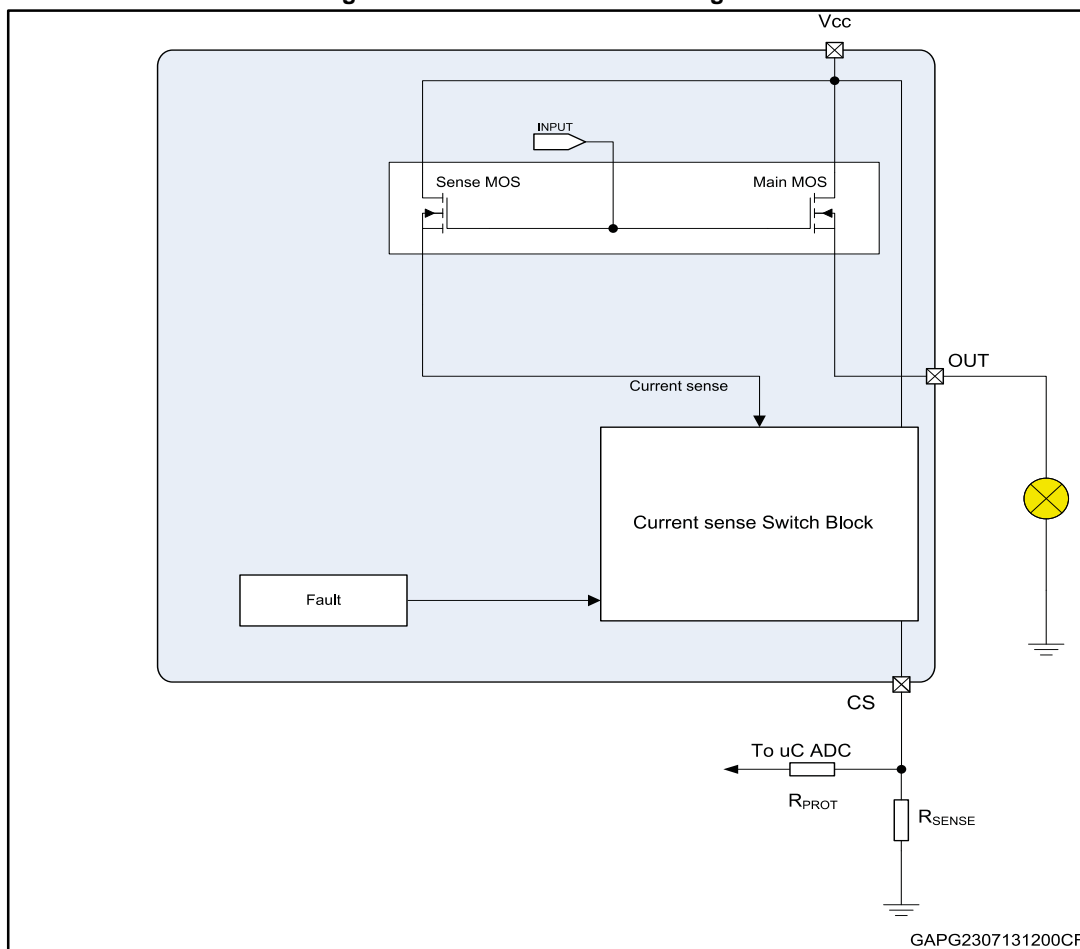 Vcc
INPUT
Sense MOS
Main MOS
OUT
Current sense
Current sense Switch Block
Fault
CS
To uC ADC
RPROT
RSENSE